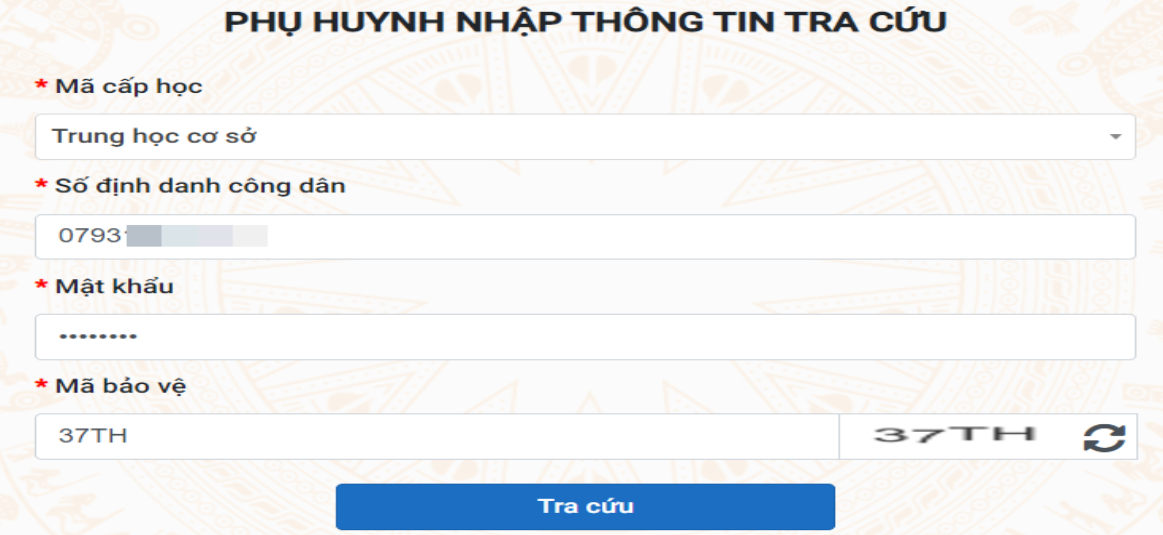 PHỤ HUYNH NHẬP THÔNG TIN TRA CỨU
* Mã cấp học
Trung học cơ sở
* Số định danh công dân
0793
* Mật khẩu
••••••••
* Mã bảo vệ
37TH
37TH
Tra cứu